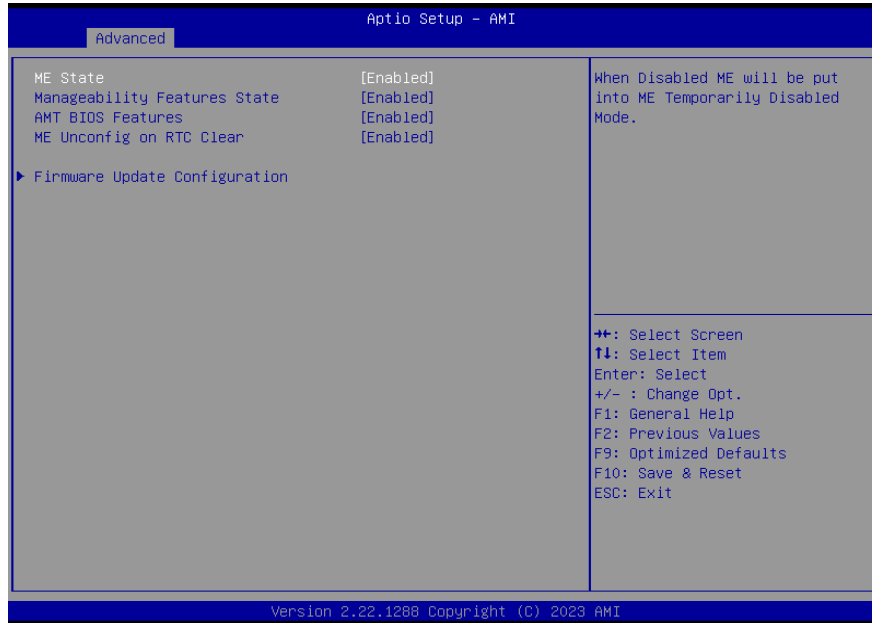 Aptio Setup – AMI
Advanced
ME State [Enabled]
Manageability Features State [Enabled]
AMT BIOS Features [Enabled]
ME Unconfig on RTC Clear [Enabled]
Firmware Update Configuration
When Disabled ME will be put
into ME Temporarily Disabled
Mode.
→←: Select Screen
↑↓: Select Item
Enter: Select
+/- : Change Opt.
F1: General Help
F2: Previous Values
F9: Optimized Defaults
F10: Save & Reset
ESC: Exit
Version 2.22.1288 Copyright (C) 2023 AMI